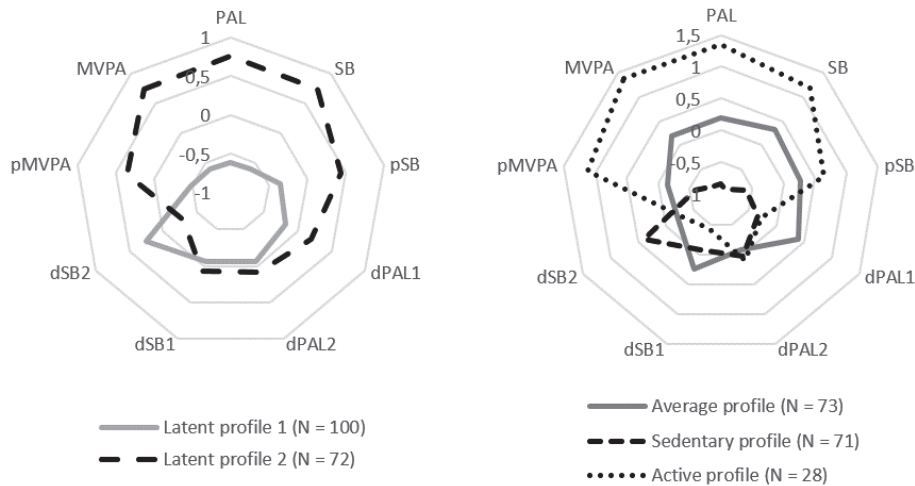 PAL
1
SB
0,5
pSB
0
-0,5
-1
dPAL1
dPAL2
dSB1
dSB2
pMVPA
MVPA
Latent profile 1 (N = 100)
Latent profile 2 (N = 72)
PAL
1,5
SB
1
pSB
0,5
0
-0,5
-1
dPAL1
dPAL2
dSB1
dSB2
pMVPA
MVPA
Average profile (N = 73)
Sedentary profile (N = 71)
Active profile (N = 28)